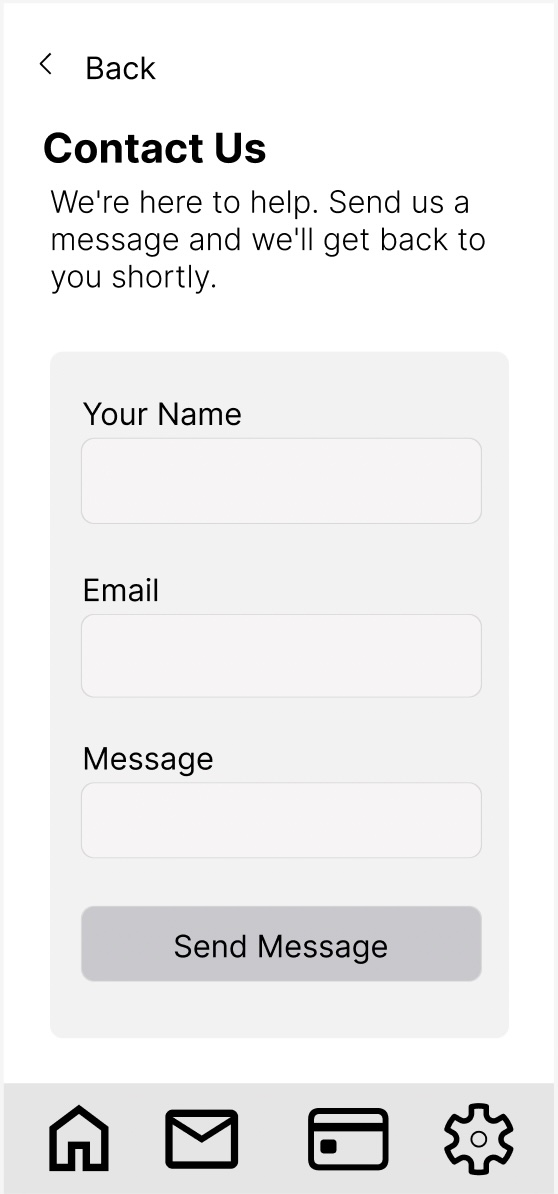 Back
Contact Us
We're here to help. Send us a
message and we'll get back to
you shortly.
Your Name
Email
Message
Send Message